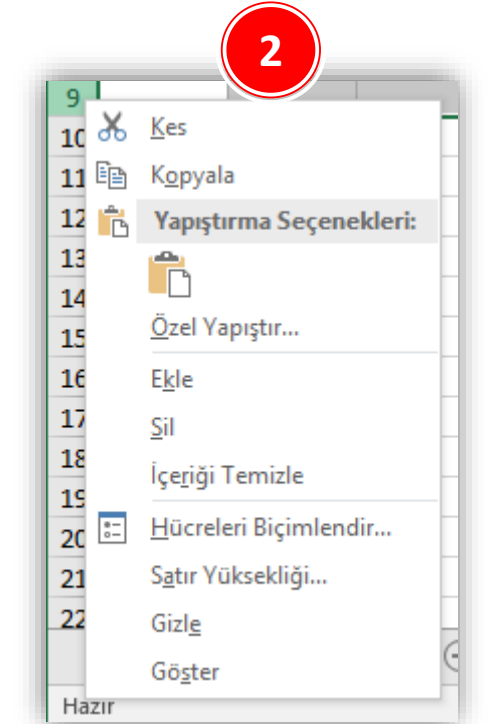 2
9
Kes
10
Kopyala
11
12 Yapıştırma Seçenekleri:
13
14
Özel Yapıştır...
15
16 Ekle
17 Sil
18
İçeriği Temizle
19
20 Hücreleri Biçimlendir...
21 Satır Yüksekliği...
22 Gizle
Göster
Hazır